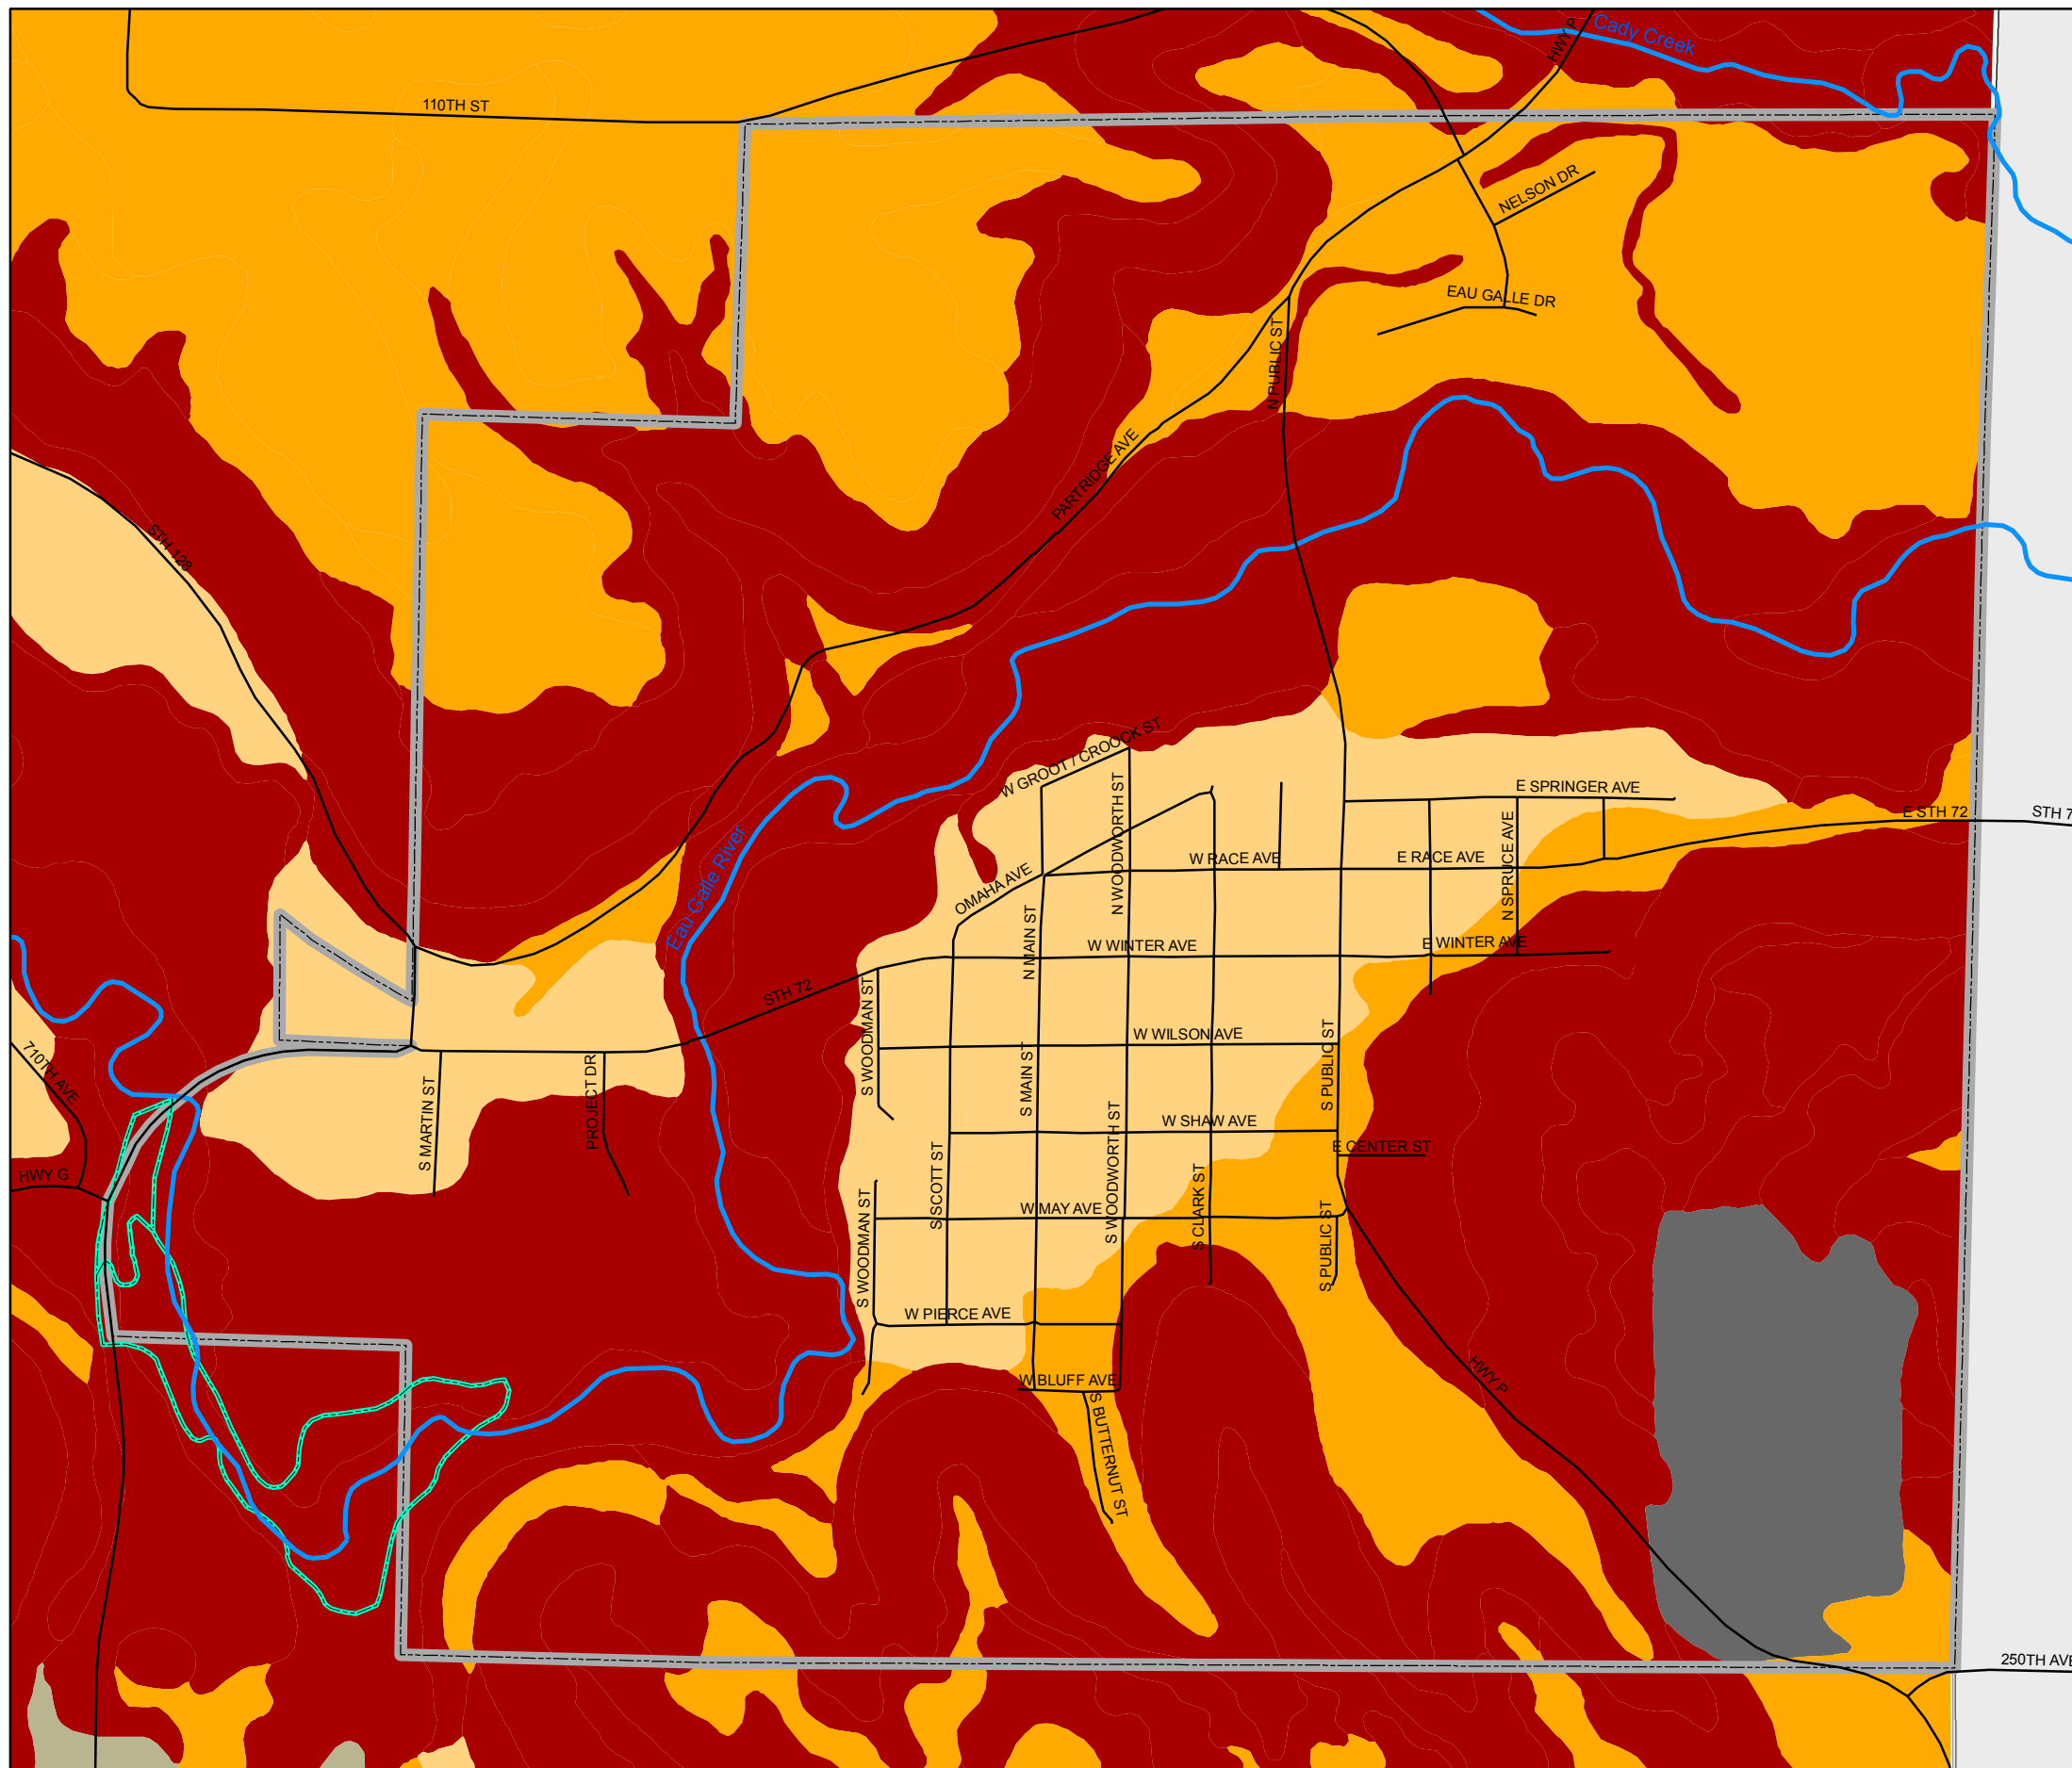 Cady Creek
HWY P
110TH ST
NELSON DR
EAU GALLE DR
N PUBLIC ST
PARTRIDGE AVE
STH 128
W GROOT / CROOCK ST
E SPRINGER AVE
E STH 72
STH 7
N WOODWORTH ST
N SPRUCE AVE
W RACE AVE
E RACE AVE
OMAHA AVE
Eau Galle River
N MAIN ST
W WINTER AVE
E WINTER AVE
STH 72
S WOODMAN ST
W WILSON AVE
S PUBLIC ST
710TH AVE
S MARTIN ST
PROJECT DR
S MAIN ST
W SHAW AVE
S WOODWORTH ST
E CENTER ST
HWY G
S SCOTT ST
S CLARK ST
W MAY AVE
S WOODMAN ST
S PUBLIC ST
W PIERCE AVE
W BLUFF AVE
HWY P
S BUTTERNUT ST
250TH AVE